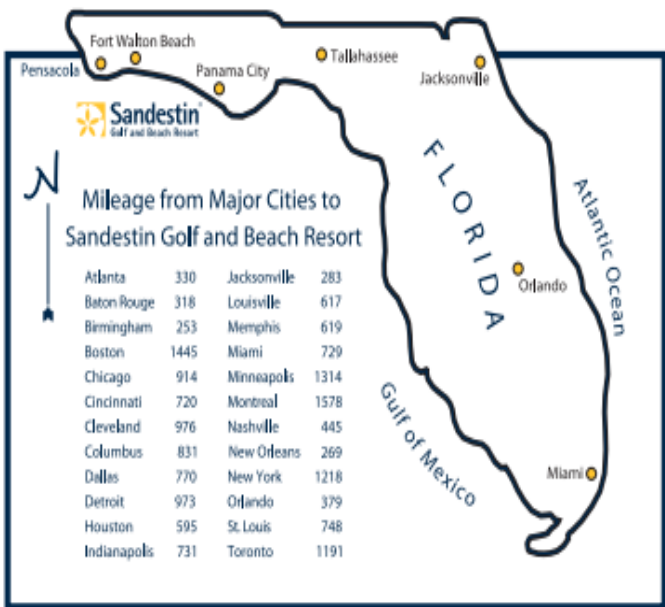 Fort Walton Beach
Pensacola
Panama City
Tallahassee
Jacksonville
Sandestin
Golf and Beach Resort
N
Mileage from Major Cities to
Sandestin Golf and Beach Resort
Atlanta 330 Jacksonville 283
Baton Rouge 318 Louisville 617
Birmingham 253 Memphis 619
Boston 1445 Miami 729
Chicago 914 Minneapolis 1314
Cincinnati 720 Montreal 1578
Cleveland 976 Nashville 445
Columbus 831 New Orleans 269
Dallas 770 New York 1218
Detroit 973 Orlando 379
Houston 595 St. Louis 748
Indianapolis 731 Toronto 1191
FLORIDA
Atlantic Ocean
Orlando
Gulf of Mexico
Miami